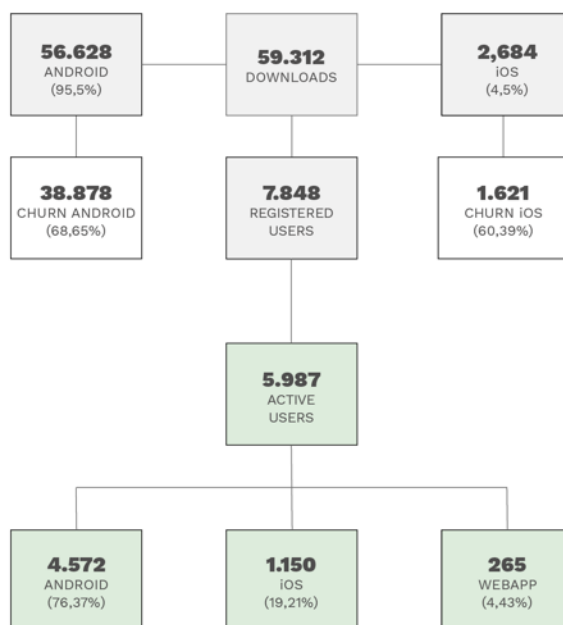 56.628
ANDROID
(95,5%)
59.312
DOWNLOADS
2,684
iOS
(4,5%)
38.878
CHURN ANDROID
(68,65%)
7.848
REGISTERED
USERS
1.621
CHURN iOS
(60,39%)
5.987
ACTIVE
USERS
4.572
ANDROID
(76,37%)
1.150
iOS
(19,21%)
265
WEBAPP
(4,43%)